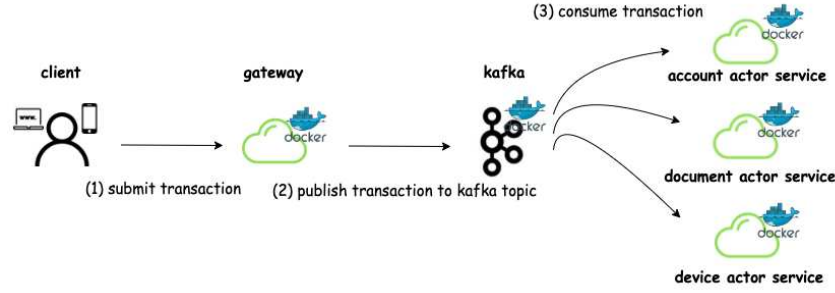 (3) consume transaction
docker
client
gateway
kafka
account actor service
www.
docker
docker
docker
document actor service
(1) submit transaction
(2) publish transaction to kafka topic
docker
device actor service